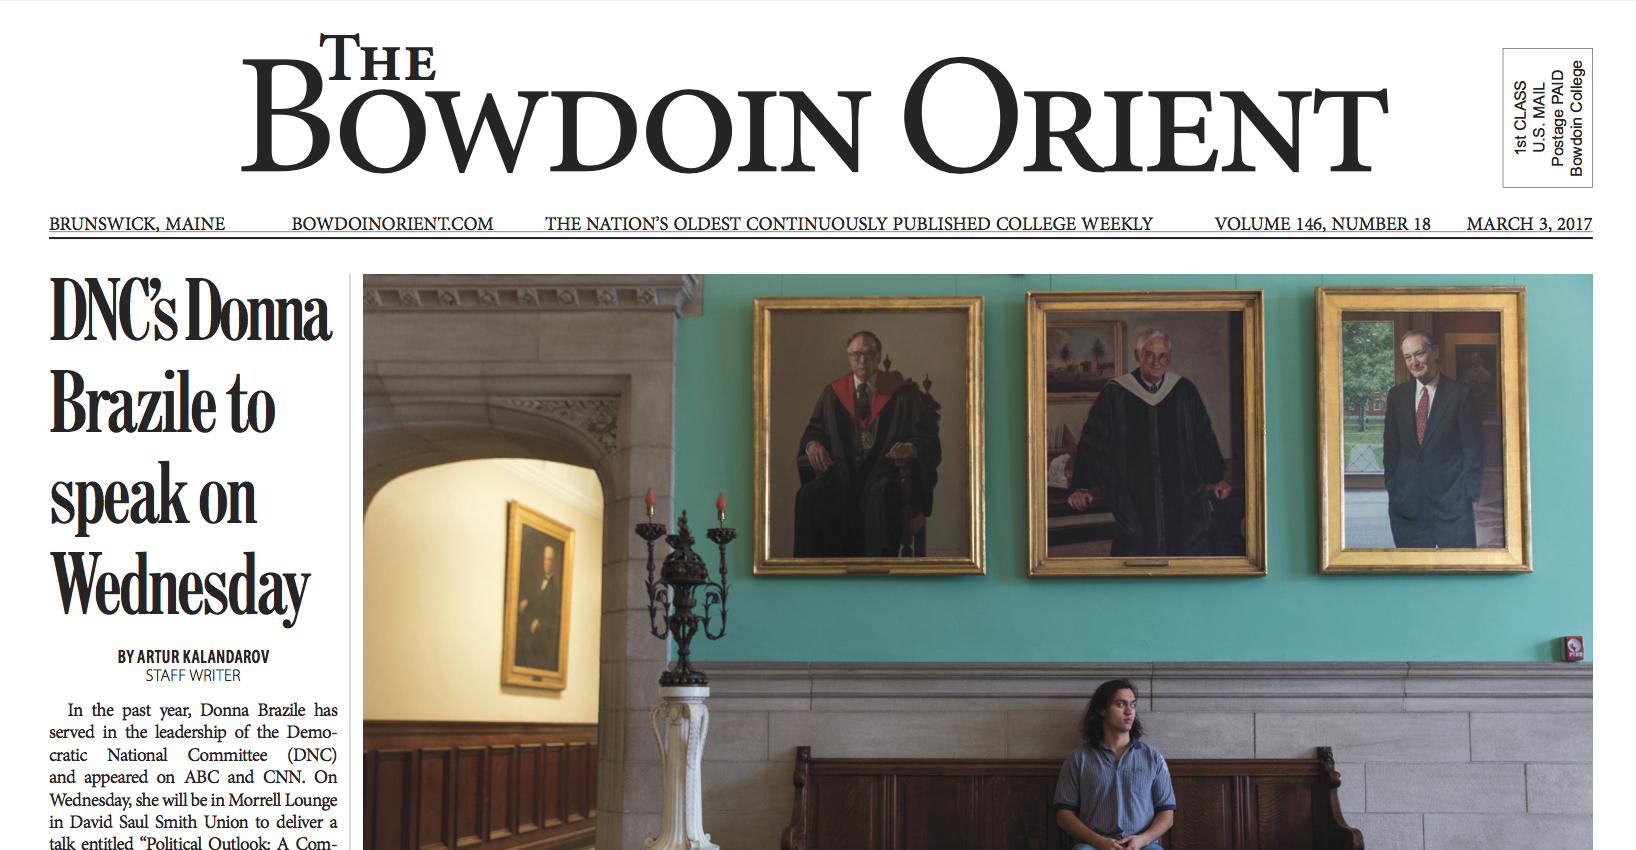 THE
BOWDOIN ORIENT
1st CLASS
U.S. MAIL
Postage PAID
Bowdoin College
BRUNSWICK, MAINE BOWDOINORIENT.COM THE NATION’S OLDEST CONTINUOUSLY PUBLISHED COLLEGE WEEKLY VOLUME 146, NUMBER 18 MARCH 3, 2017
DNC’s Donna
Brazile to
speak on
Wednesday
BY ARTUR KALANDAROV
STAFF WRITER
In the past year, Donna Brazile has
served in the leadership of the Demo-
cratic National Committee (DNC)
and appeared on ABC and CNN. On
Wednesday, she will be in Morrell Lounge
in David Saul Smith Union to deliver a
talk entitled “Political Outlook: A Com-
FIRE